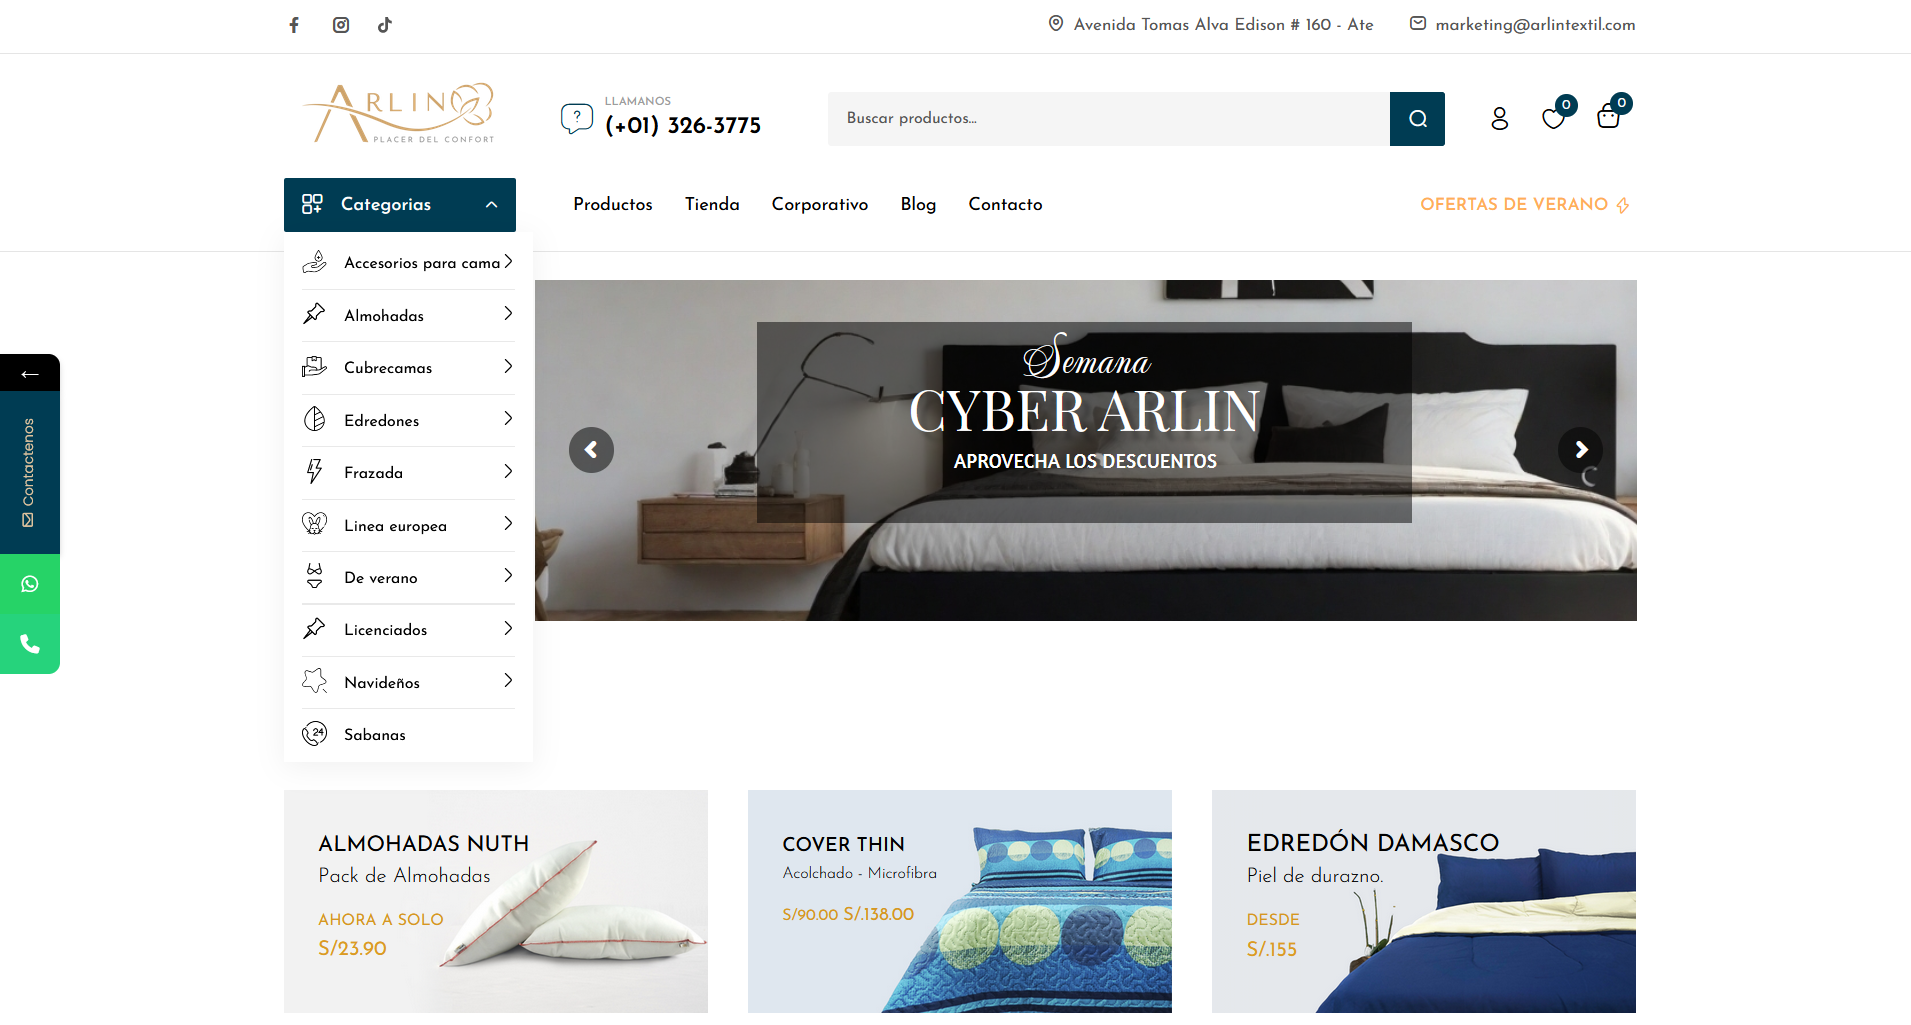 Avenida Tomas Alva Edison # 160 - Ate
marketing@arlintextil.com
ARLIN
PLACER DEL CONFORT
LLAMANOS
(+01) 326-3775
Buscar productos...
0
0
Categorias
Productos
Tienda
Corporativo
Blog
Contacto
OFERTAS DE VERANO
Accesorios para cama
Almohadas
Cubrecamas
Edredones
Frazada
Linea europea
De verano
Licenciados
Navideños
24
Sabanas
Contactenos
Semana
CYBER ARLIN
APROVECHA LOS DESCUENTOS
ALMOHADAS NUTH
Pack de Almohadas
AHORA A SOLO
S/23.90
COVER THIN
Acolchado - Microfibra
S/90.00 S/.138.00
EDREDÓN DAMASCO
Piel de durazno.
DESDE
S/.155